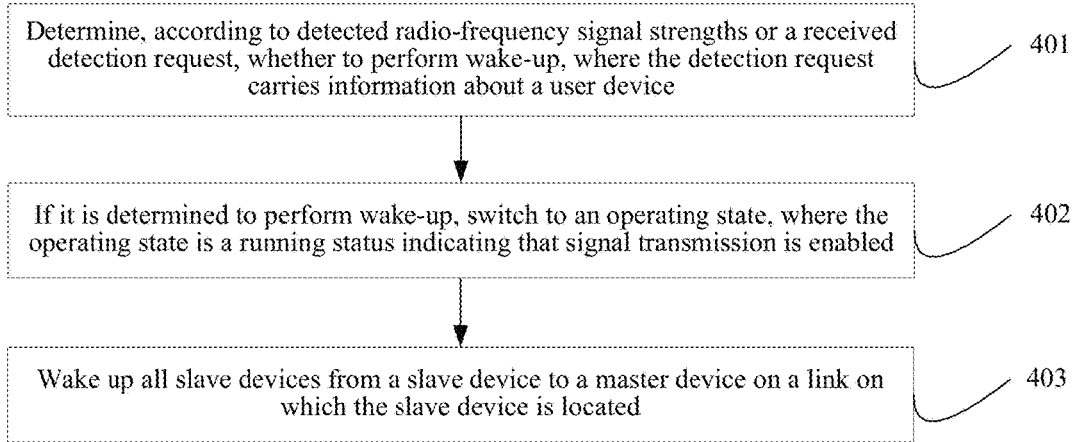 Determine, according to detected radio-frequency signal strengths or a received
detection request, whether to perform wake-up, where the detection request
carries information about a user device
401
If it is determined to perform wake-up, switch to an operating state, where the
operating state is a running status indicating that signal transmission is enabled
402
Wake up all slave devices from a slave device to a master device on a link on
which the slave device is located
403